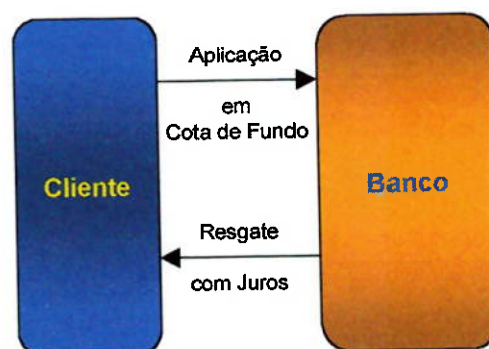 Aplicação
em
Cota de Fundo
Cliente
Banco
Resgate
com Juros